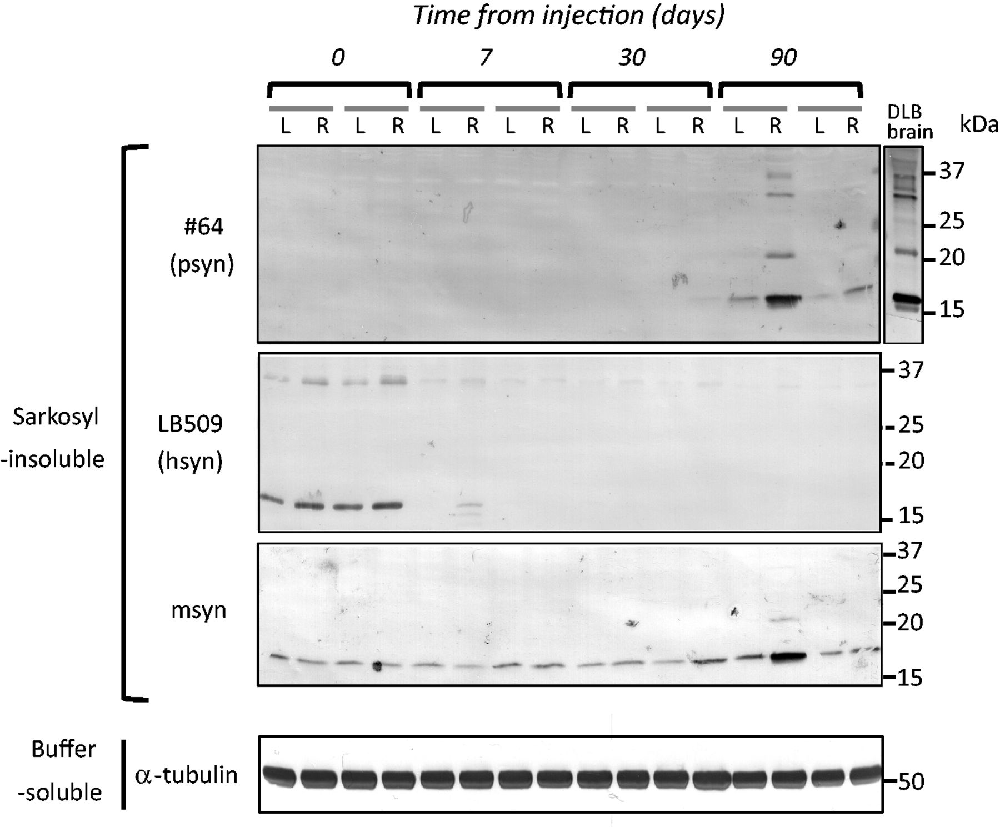 Time from injection (days)
0 7 30 90
L R L R L R L R L R L R L R L R
DLB
brain
kDa
37
25
20
15
#64
(psyn)
Sarkosyl
-insoluble
LB509
(hsyn)
37
25
20
15
msyn
37
25
20
15
Buffer
-soluble
α-tubulin
50